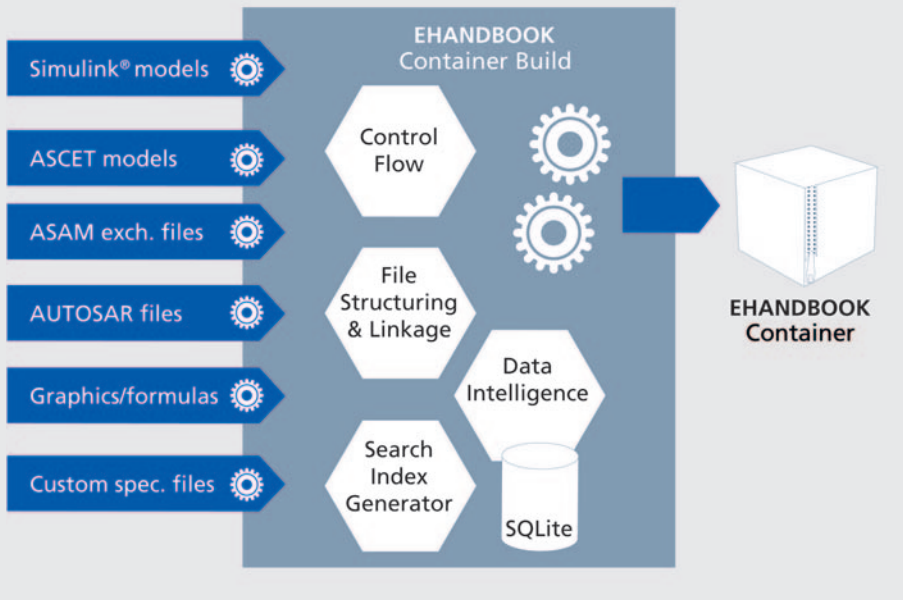 Simulink® models
ASCET models
ASAM exch. files
AUTOSAR files
Graphics/formulas
Custom spec. files
EHANDBOOK
Container Build
Control
Flow
File
Structuring
& Linkage
Data
Intelligence
Search
Index
Generator
SQLite
EHANDBOOK
Container